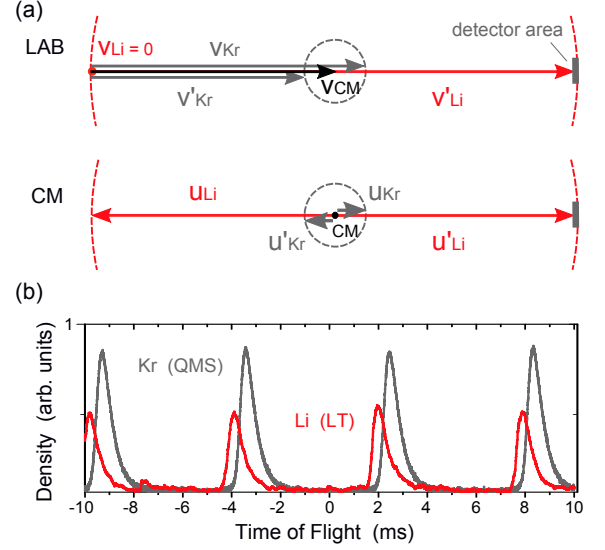 (a)
LAB
vLi = 0
vKr
detector area
vCM
v'Kr
v'Li
CM
uLi
uKr
u'Kr
CM
u'Li
(b)
1
Kr (QMS)
Li (LT)
Density (arb. units)
-10 -8 -6 -4 -2 0 2 4 6 8 10
Time of Flight (ms)